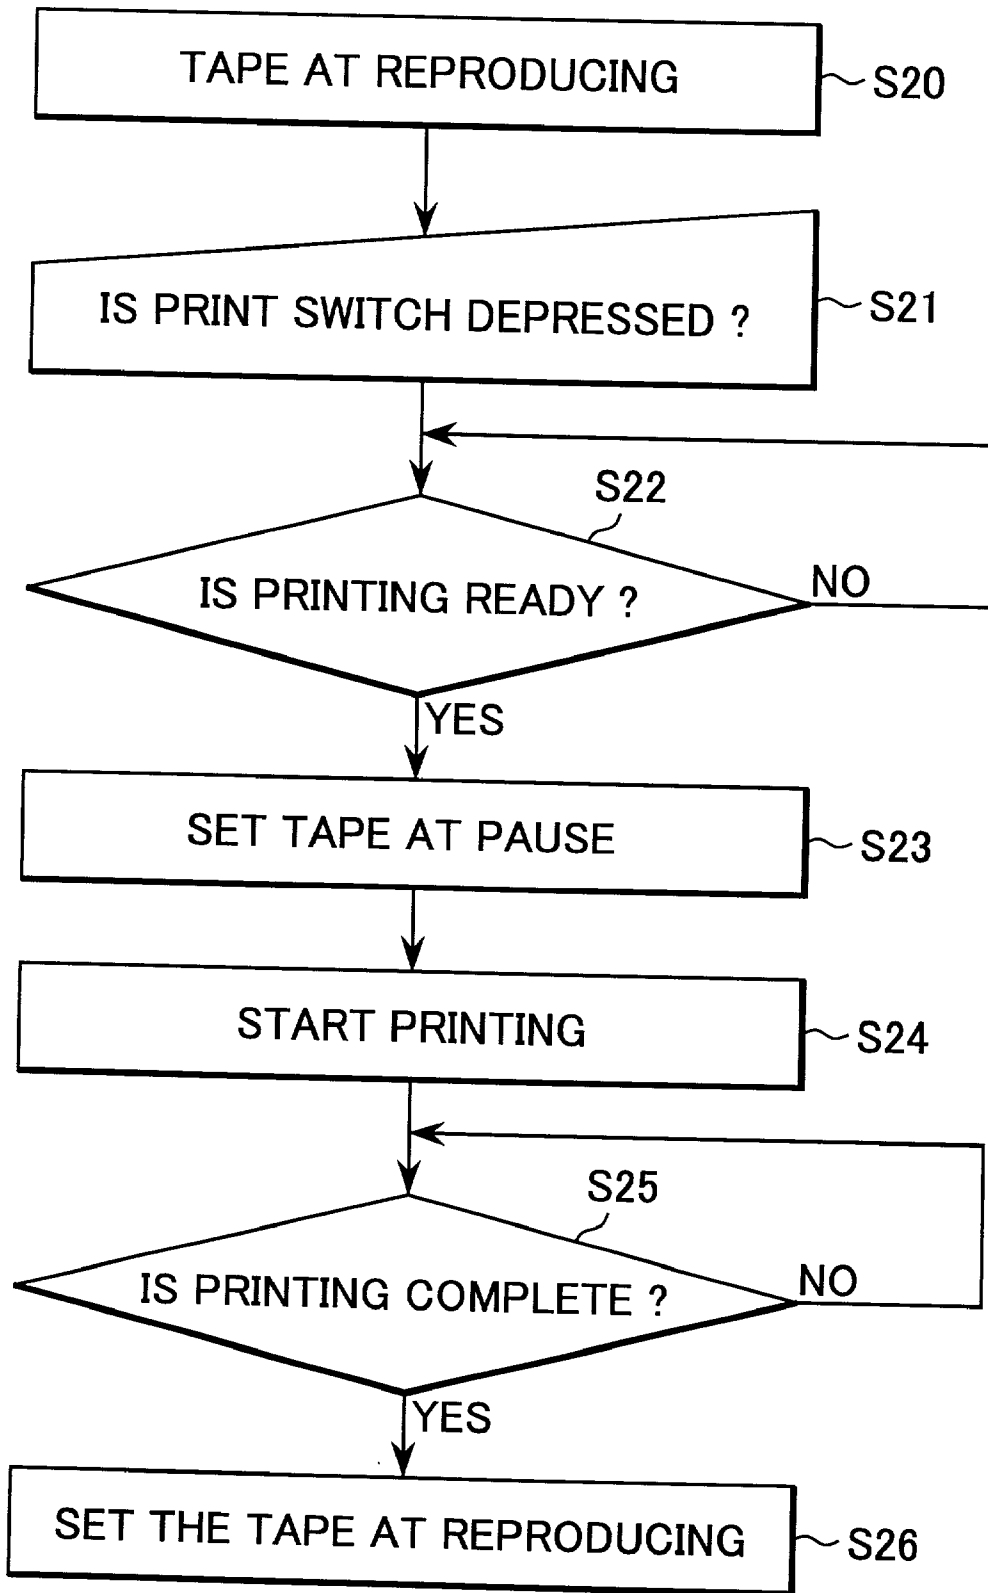 TAPE AT REPRODUCING
S20
IS PRINT SWITCH DEPRESSED ?
S21
S22
IS PRINTING READY ?
NO
YES
SET TAPE AT PAUSE
S23
START PRINTING
S24
S25
IS PRINTING COMPLETE ?
NO
YES
SET THE TAPE AT REPRODUCING
S26